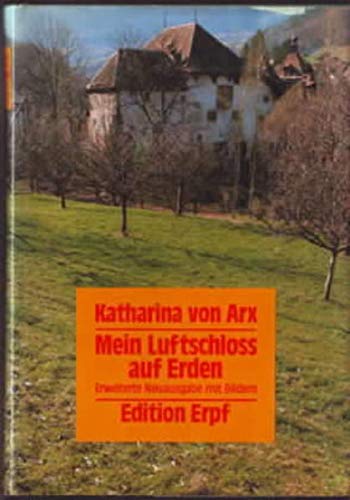 Katharina von Arx
Mein Luftschloss
auf Erden
Erweiterte Neuausgabe mit Bildern
Edition Erpf